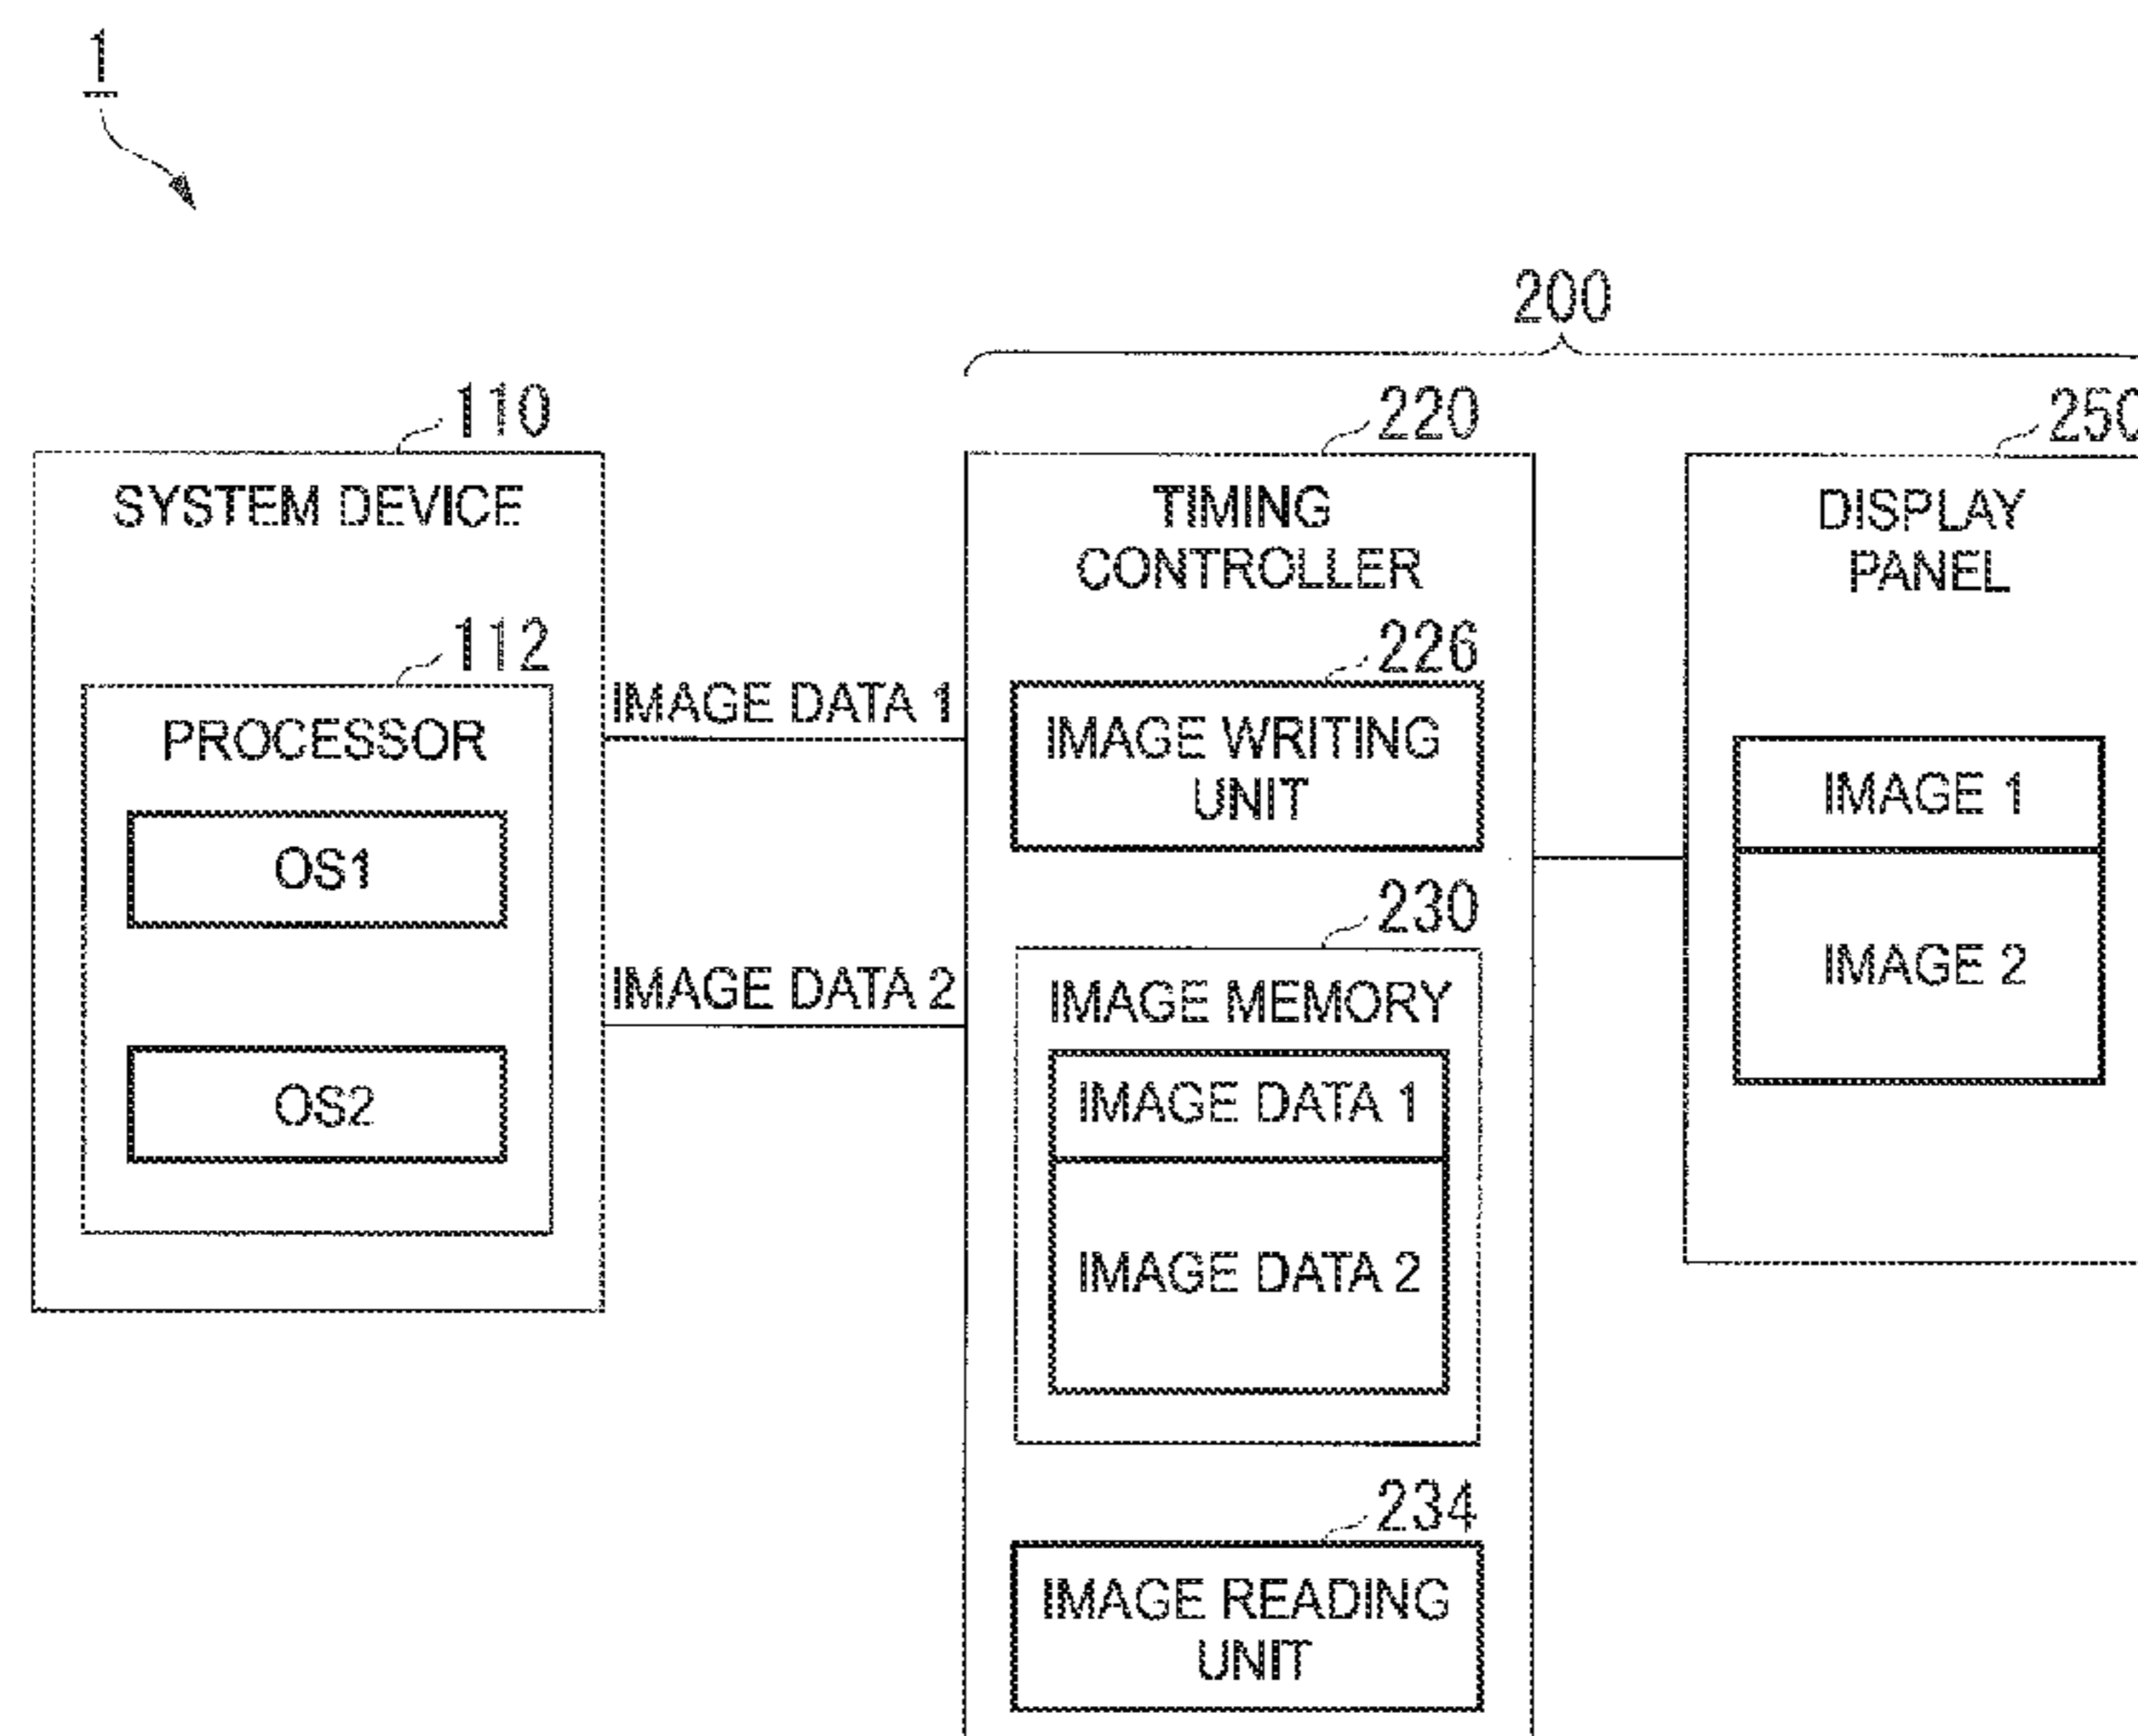 1
200
110
SYSTEM DEVICE
112
PROCESSOR
OS1
OS2
IMAGE DATA 1
IMAGE DATA 2
220
TIMING
CONTROLLER
226
IMAGE WRITING
UNIT
230
IMAGE MEMORY
IMAGE DATA 1
IMAGE DATA 2
234
IMAGE READING
UNIT
250
DISPLAY
PANEL
IMAGE 1
IMAGE 2